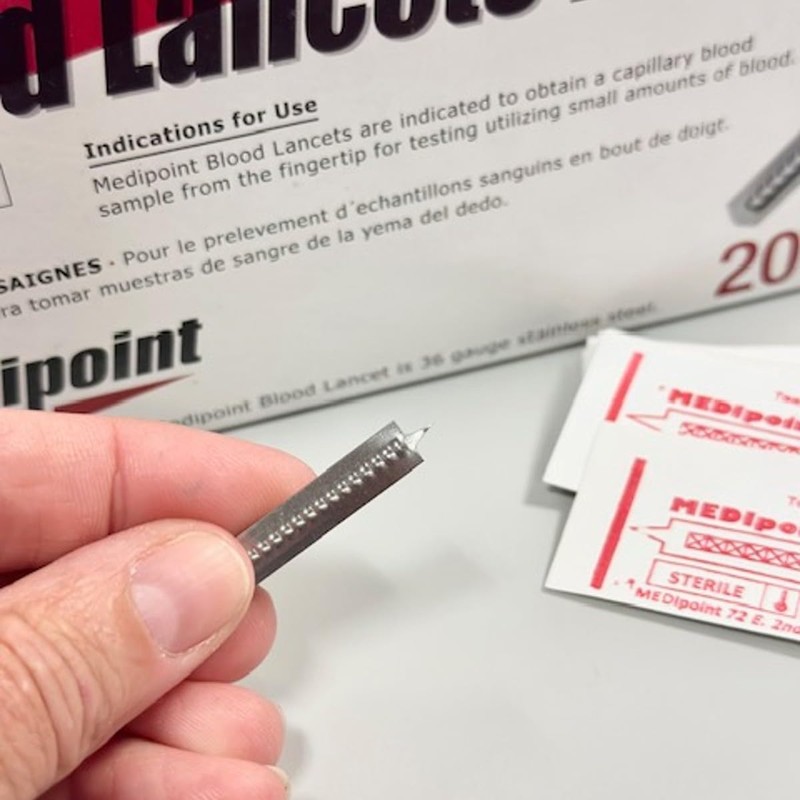 d Lancets
Indications for Use
Medipoint Blood Lancets are indicated to obtain a capillary blood
sample from the fingertip for testing utilizing small amounts of blood.
SAIGNES · Pour le prelevement d'echantillons sanguins en bout de doigt.
ra tomar muestras de sangre de la yema del dedo.
ipoint
20
edipoint Blood Lancet is 36 gauge stainless steel.
MEDIpoin
MEDIpo
STERILE
MEDIpoint 72 E. 2nd